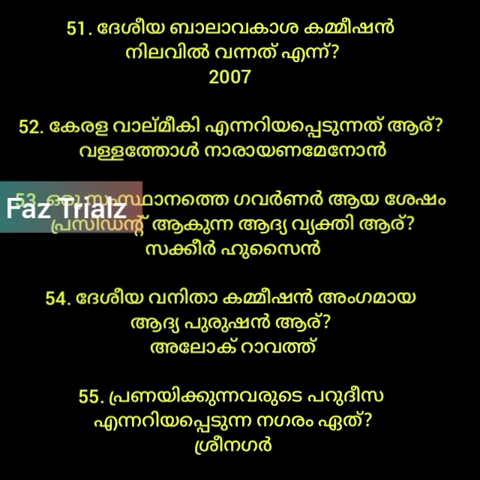 51. ദേശീയ ബാലാവകാശ കമ്മീഷൻ
നിലവിൽ വന്നത് എന്ന്?
2007
52. കേരള വാല്മീകി എന്നറിയപ്പെടുന്നത് ആര്?
വള്ളത്തോൾ നാരായണമേനോൻ
53. ഒരു സംസ്ഥാനത്തെ ഗവർണർ ആയ ശേഷം
Faz Trialz
പ്രസിഡന്റ് ആകുന്ന ആദ്യ വ്യക്തി ആര്?
സക്കീർ ഹുസൈൻ
54. ദേശീയ വനിതാ കമ്മീഷൻ അംഗമായ
ആദ്യ പുരുഷൻ ആര്?
അലോക് റാവത്ത്
55. പ്രണയിക്കുന്നവരുടെ പറുദീസ
എന്നറിയപ്പെടുന്ന നഗരം ഏത്?
ശ്രീനഗർ